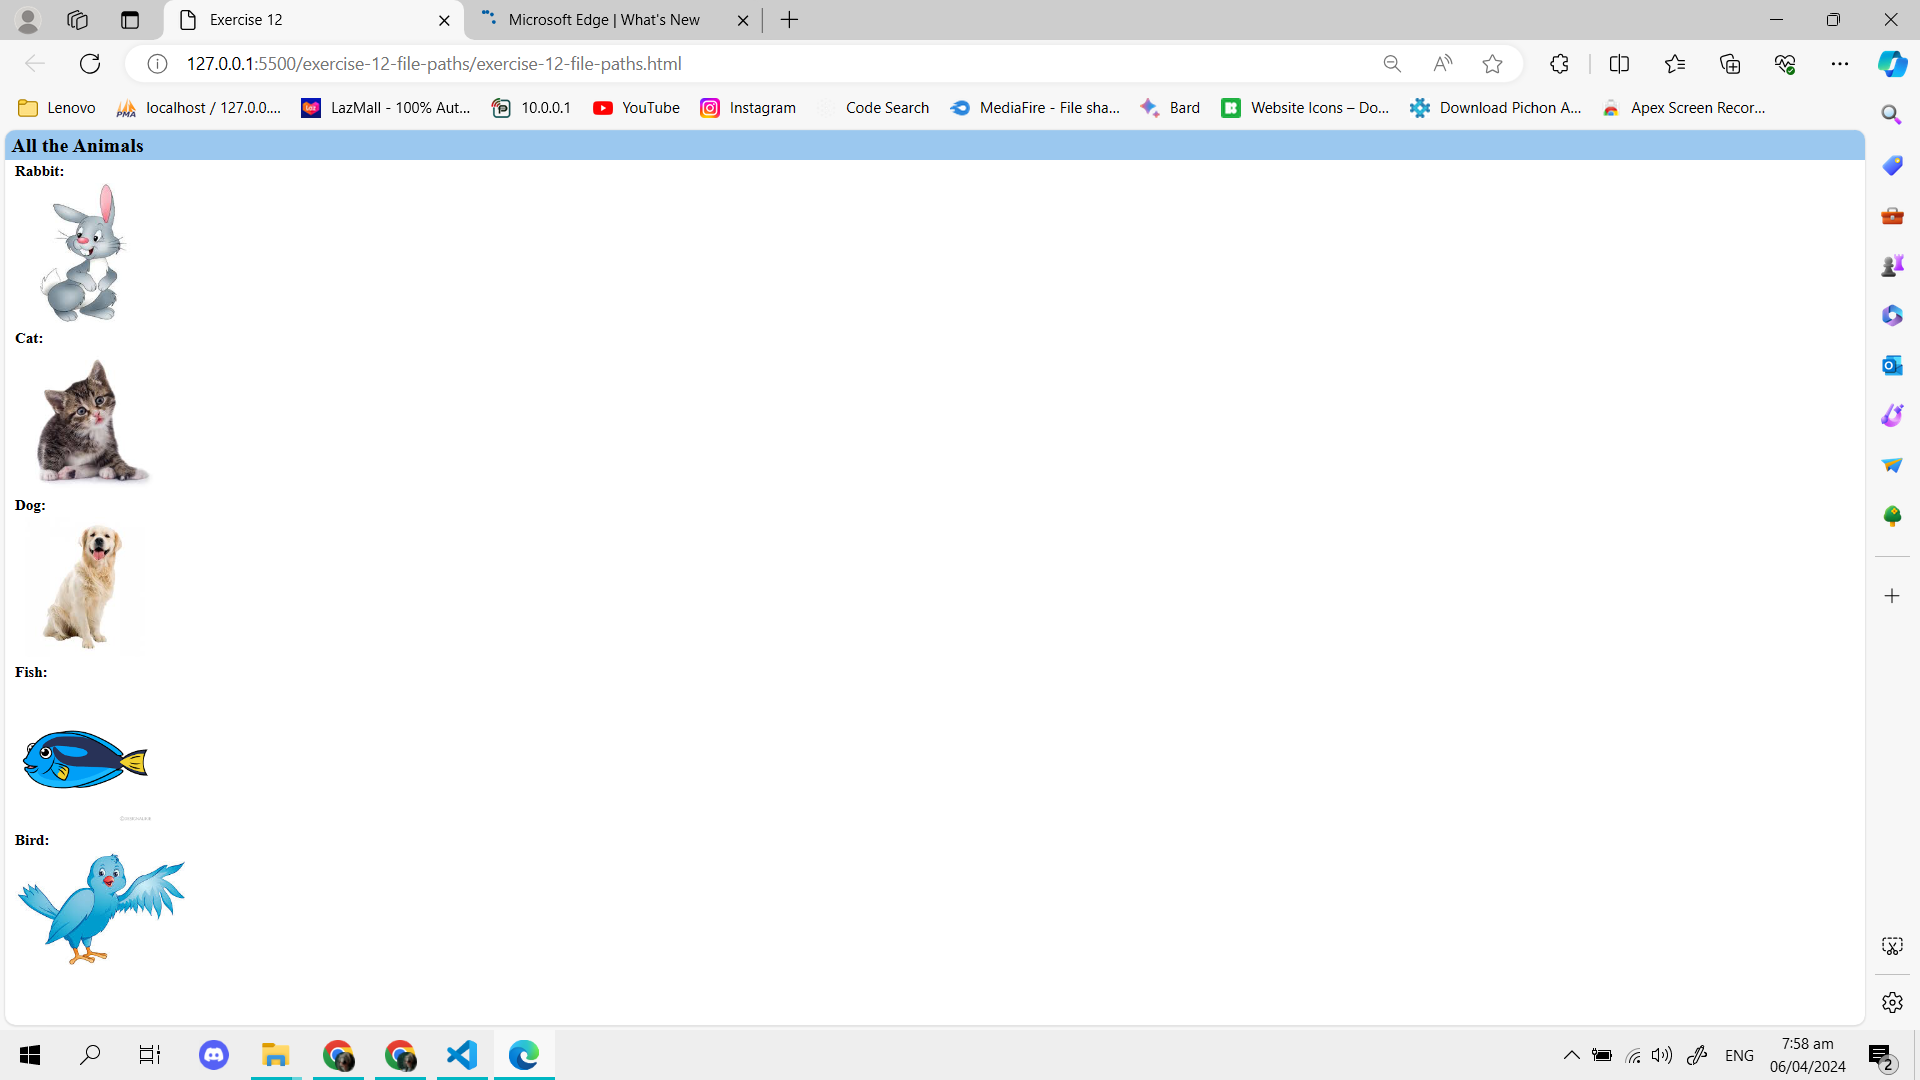 Exercise 12
Microsoft Edge | What's New
127.0.0.1:5500/exercise-12-file-paths/exercise-12-file-paths.html
Lenovo
localhost / 127.0.0....
LazMall - 100% Aut...
10.0.0.1
YouTube
Instagram
Code Search
MediaFire - File sha...
Bard
Website Icons – Do...
Download Pichon A...
Apex Screen Recor...
All the Animals
Rabbit:
Cat:
Dog:
Fish:
Bird:
ENG
7:58 am
06/04/2024
2